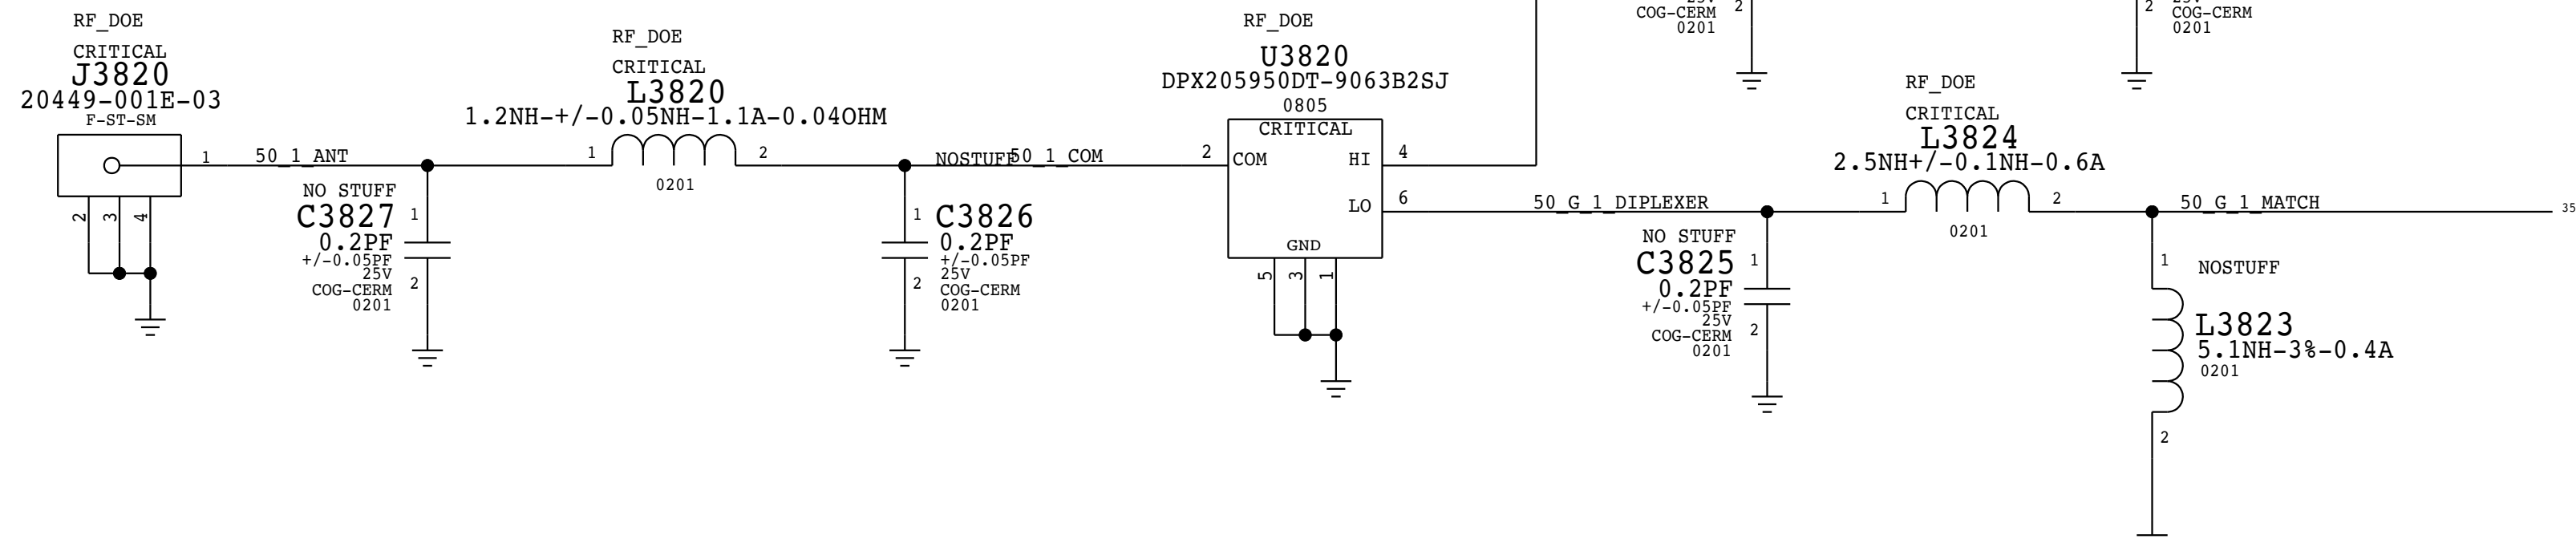 RF_DOE
CRITICAL
J3820
20449-001E-03
F-ST-SM
1
2
3
4
50_1_ANT
NO STUFF
C3827
0.2PF
+/-0.05PF
25V
COG-CERM
0201
1
2
RF_DOE
CRITICAL
L3820
1.2NH-+/-0.05NH-1.1A-0.04OHM
1
2
0201
NOSTUFF
50_1_COM
1
2
C3826
0.2PF
+/-0.05PF
25V
COG-CERM
0201
RF_DOE
U3820
DPX205950DT-9063B2SJ
0805
CRITICAL
2
COM
HI
4
LO
6
GND
5
3
1
COG-CERM
0201
2
COG-CERM
0201
2
50_G_1_DIPLEXER
NO STUFF
C3825
0.2PF
+/-0.05PF
25V
COG-CERM
0201
1
2
RF_DOE
CRITICAL
L3824
2.5NH+/-0.1NH-0.6A
1
2
0201
50_G_1_MATCH
35
1
NOSTUFF
L3823
5.1NH-3%-0.4A
0201
2